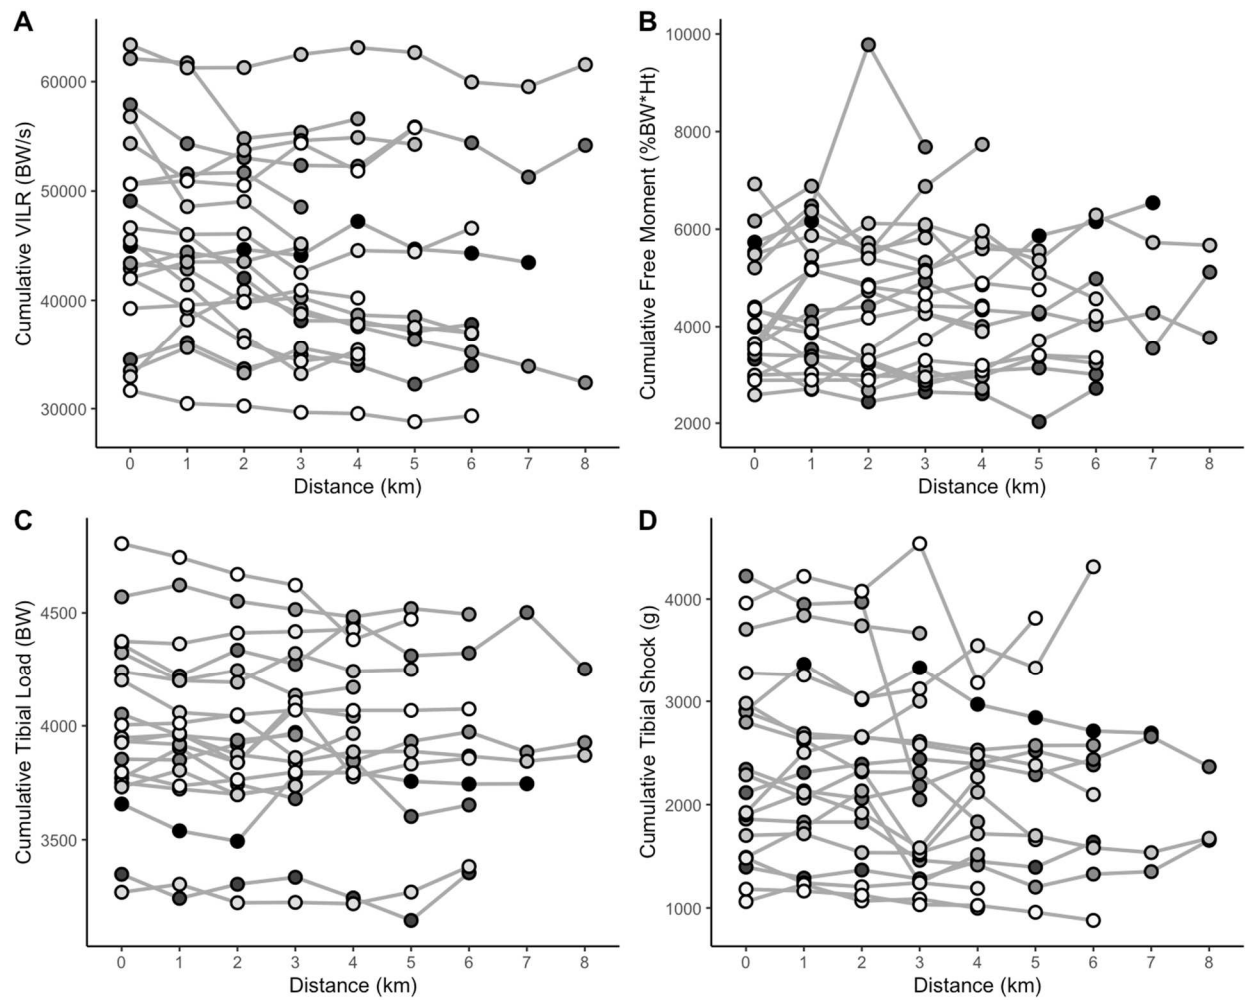 A
Cumulative VILR (BW/s)
60000
50000
40000
30000
0 1 2 3 4 5 6 7 8
Distance (km)
B
Cumulative Free Moment (%BW*Ht)
10000
8000
6000
4000
2000
0 1 2 3 4 5 6 7 8
Distance (km)
C
Cumulative Tibial Load (BW)
4500
4000
3500
0 1 2 3 4 5 6 7 8
Distance (km)
D
Cumulative Tibial Shock (g)
4000
3000
2000
1000
0 1 2 3 4 5 6 7 8
Distance (km)